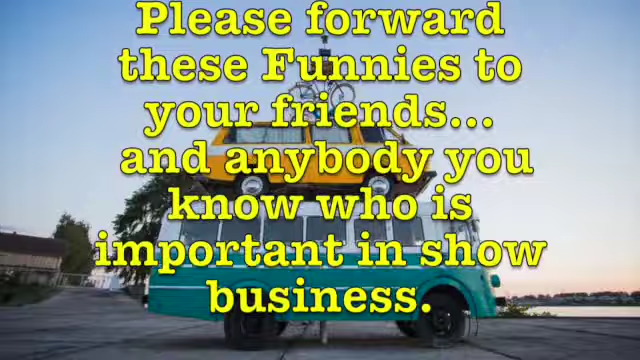 Please forward
these Funnies to
your friends...
and anybody you
know who is
important in show
business.